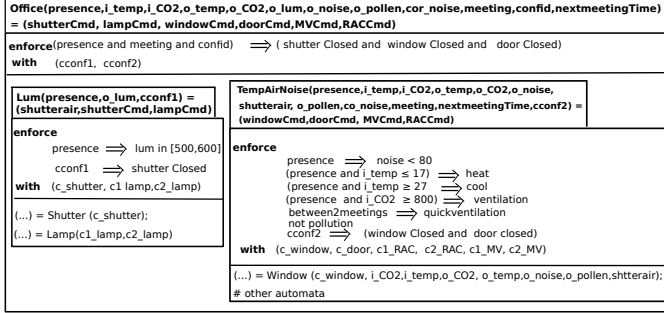 Office(presence,i_temp,i_CO2,o_temp,o_CO2,o_lum,o_noise,o_pollen,cor_noise,meeting,confid,nextmeetingTime)
= (shutterCmd, lampCmd, windowCmd,doorCmd,MVCmd,RACCmd)
enforce(presence and meeting and confid) ⟹ ( shutter Closed and window Closed and door Closed)
with (cconf1, cconf2)
Lum(presence,o_lum,cconf1) =
(shutterair,shutterCmd,lampCmd)
enforce
presence ⟹ lum in [500,600]
cconf1 ⟹ shutter Closed
with (c_shutter, c1 lamp,c2_lamp)
(...) = Shutter (c_shutter);
(...) = Lamp(c1_lamp,c2_lamp)
TempAirNoise(presence,i_temp,i_CO2,o_temp,o_CO2,o_noise,
shutterair, o_pollen,co_noise,meeting,nextmeetingTime,cconf2) =
(windowCmd,doorCmd, MVCmd,RACCmd)
enforce
presence ⟹ noise < 80
(presence and i_temp ≤ 17) ⟹ heat
(presence and i_temp ≥ 27 ⟹ cool
(presence and i_CO2 ≥ 800) ⟹ ventilation
between2meetings ⟹ quickventilation
not pollution
cconf2 ⟹ (window Closed and door closed)
with (c_window, c_door, c1_RAC, c2_RAC, c1_MV, c2_MV)
(...) = Window (c_window, i_CO2,i_temp,o_CO2, o_temp,o_noise,o_pollen,shtterair);
# other automata